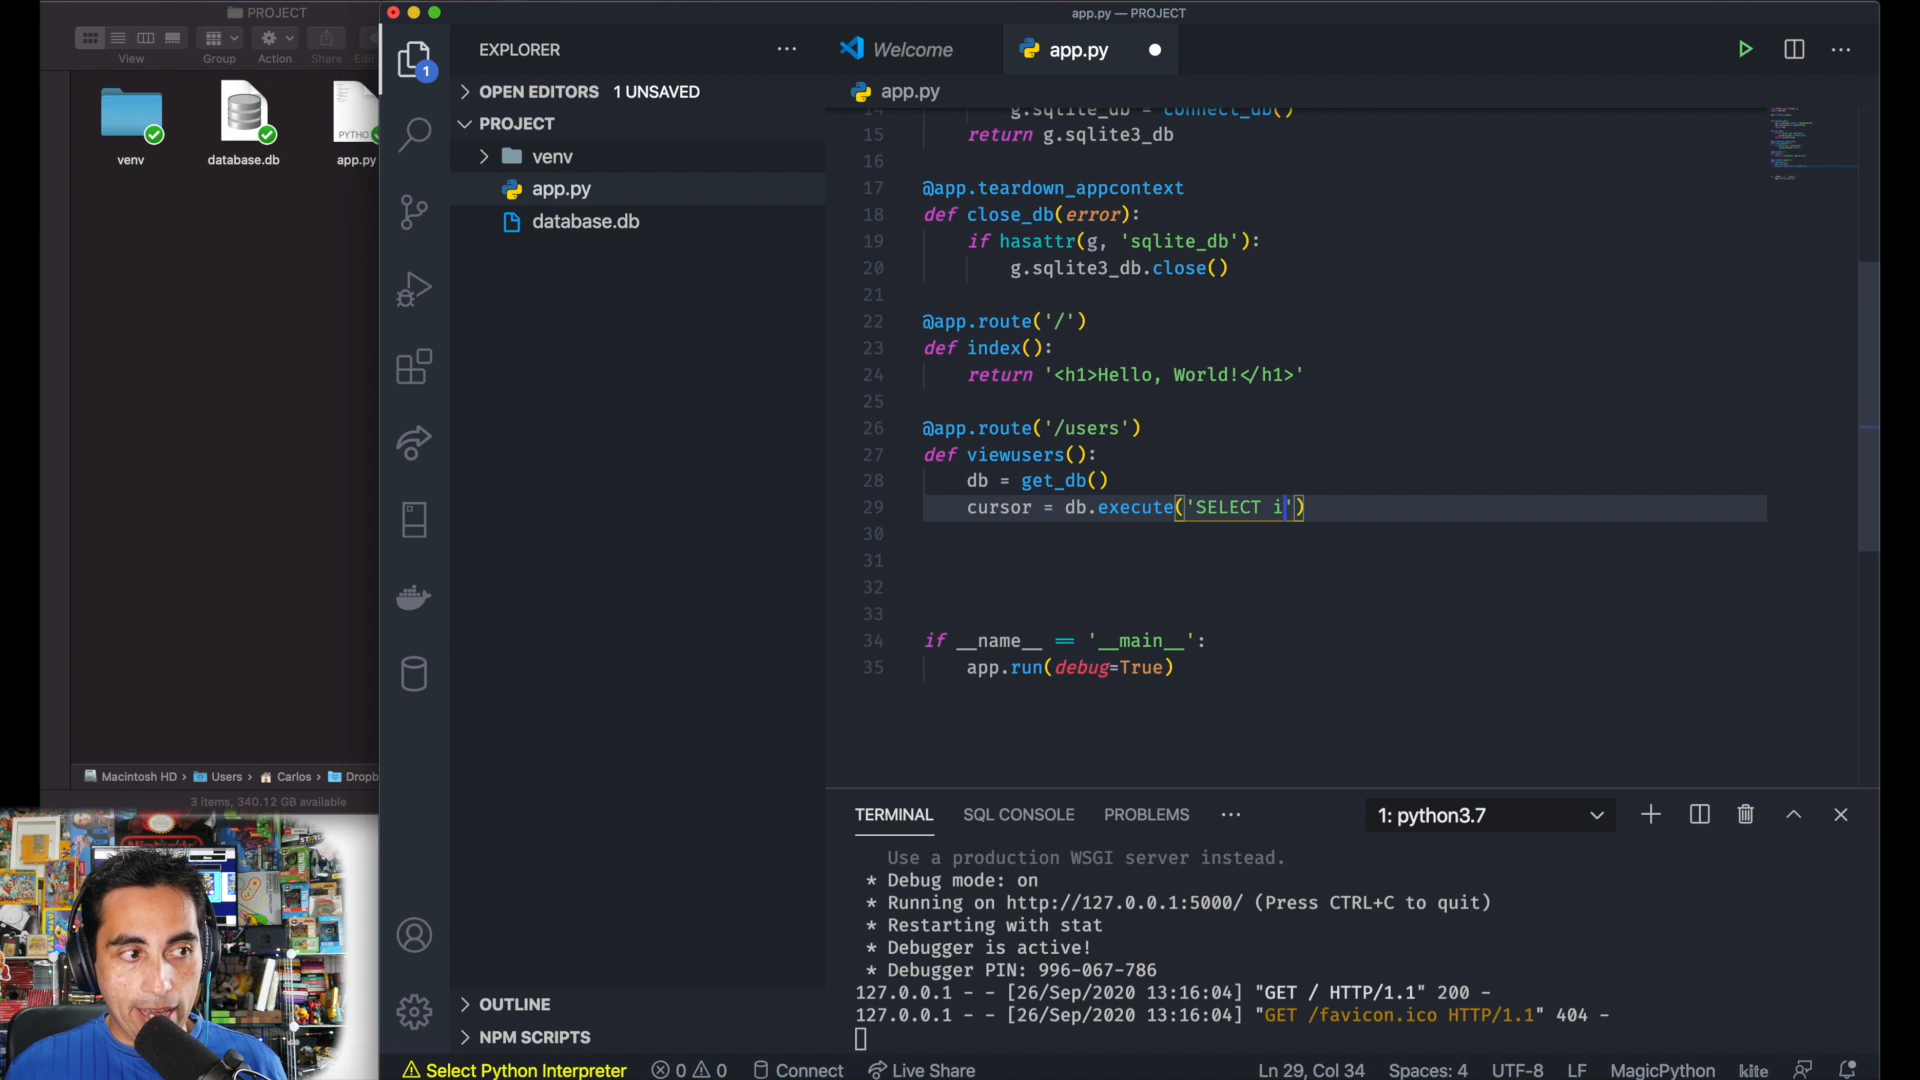 PROJECT
View
Group
Action
Share
Edit
venv
database.db
app.py
Macintosh HD › Users › Carlos › Dropb
3 items, 340.12 GB available
app.py — PROJECT
EXPLORER
OPEN EDITORS 1 UNSAVED
PROJECT
venv
app.py
database.db
OUTLINE
NPM SCRIPTS
1
Welcome
app.py
app.py
14 g.sqlite_db = connect_db()
15 return g.sqlite3_db
16
17 @app.teardown_appcontext
18 def close_db(error):
19 if hasattr(g, 'sqlite_db'):
20 g.sqlite3_db.close()
21
22 @app.route('/')
23 def index():
24 return '<h1>Hello, World!</h1>'
25
26 @app.route('/users')
27 def viewusers():
28 db = get_db()
29 cursor = db.execute('SELECT i')
30
31
32
33
34 if __name__ == '__main__':
35 app.run(debug=True)
TERMINAL SQL CONSOLE PROBLEMS ··· 1: python3.7
Use a production WSGI server instead.
* Debug mode: on
* Running on http://127.0.0.1:5000/ (Press CTRL+C to quit)
* Restarting with stat
* Debugger is active!
* Debugger PIN: 996-067-786
127.0.0.1 - - [26/Sep/2020 13:16:04] "GET / HTTP/1.1" 200 -
127.0.0.1 - - [26/Sep/2020 13:16:04] "GET /favicon.ico HTTP/1.1" 404 -
Select Python Interpreter 0 0 Connect Live Share Ln 29, Col 34 Spaces: 4 UTF-8 LF MagicPython kite